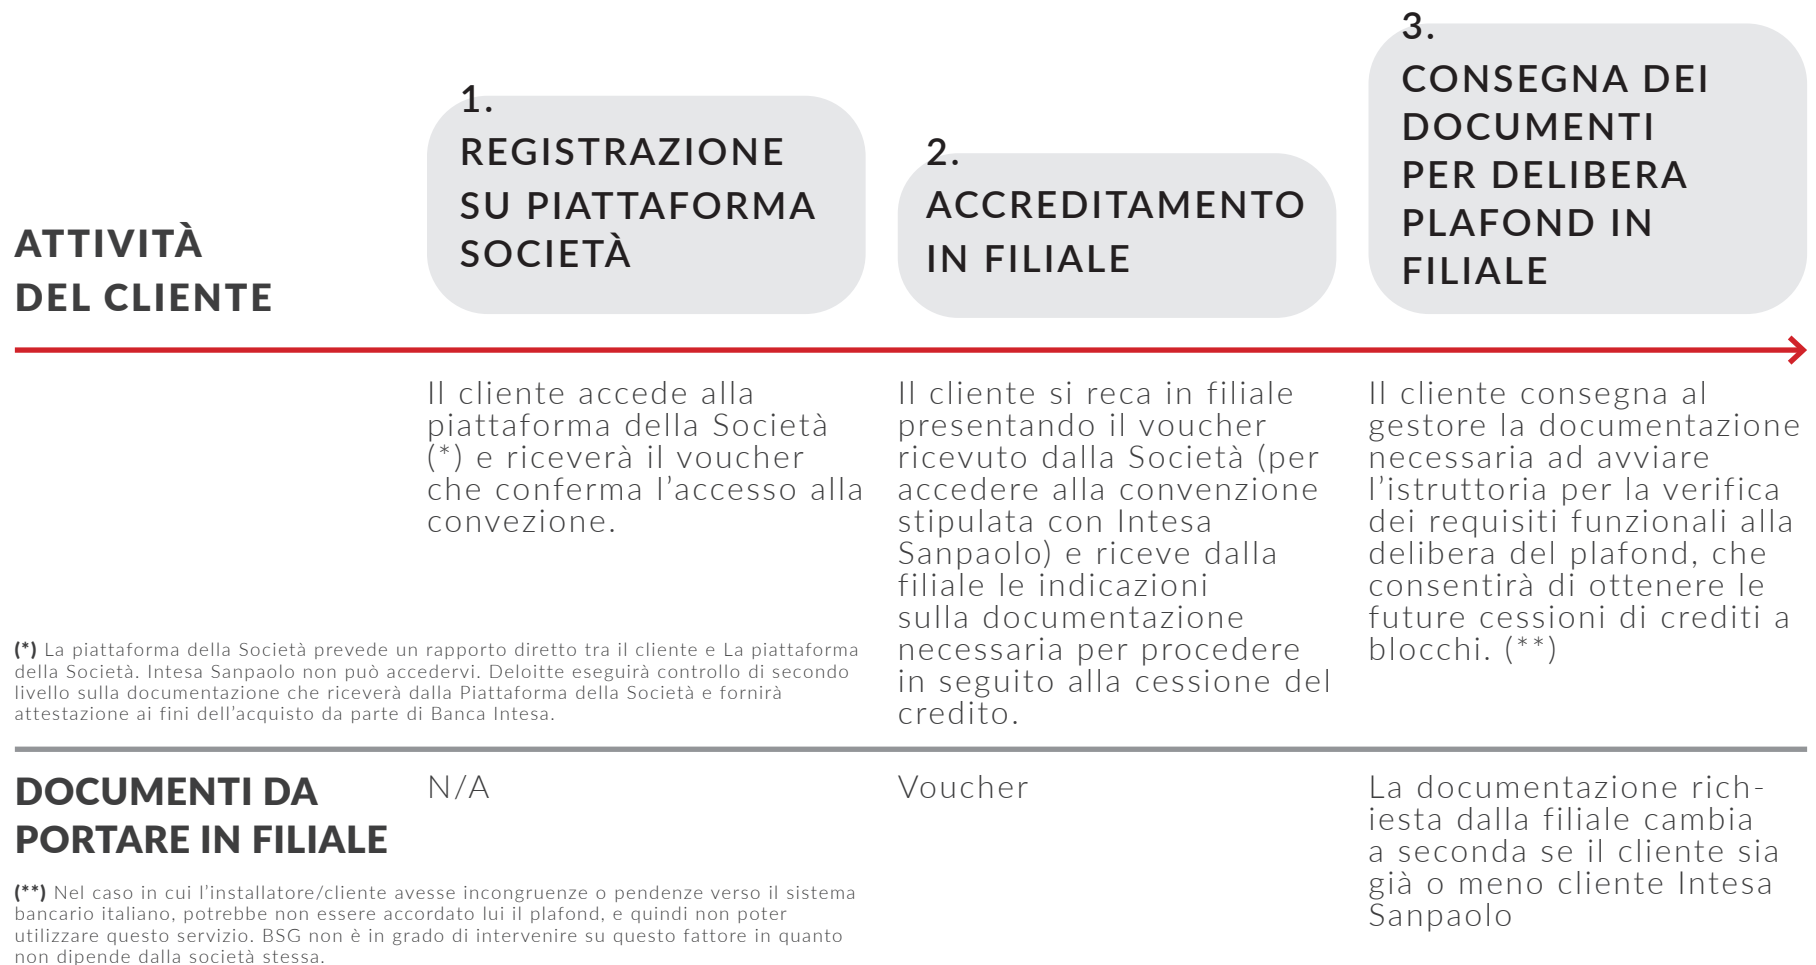 ATTIVITÀ
DEL CLIENTE
1.
REGISTRAZIONE
SU PIATTAFORMA
SOCIETÀ
2.
ACCREDITAMENTO
IN FILIALE
3.
CONSEGNA DEI
DOCUMENTI
PER DELIBERA
PLAFOND IN
FILIALE
Il cliente accede alla
piattaforma della Società
(*) e riceverà il voucher
che conferma l’accesso alla
convezione.
Il cliente si reca in filiale
presentando il voucher
ricevuto dalla Società (per
accedere alla convenzione
stipulata con Intesa
Sanpaolo) e riceve dalla
filiale le indicazioni
sulla documentazione
necessaria per procedere
in seguito alla cessione del
credito.
Il cliente consegna al
gestore la documentazione
necessaria ad avviare
l’istruttoria per la verifica
dei requisiti funzionali alla
delibera del plafond, che
consentirà di ottenere le
future cessioni di crediti a
blocchi. (**)
(*) La piattaforma della Società prevede un rapporto diretto tra il cliente e La piattaforma
della Società. Intesa Sanpaolo non può accedervi. Deloitte eseguirà controllo di secondo
livello sulla documentazione che riceverà dalla Piattaforma della Società e fornirà
attestazione ai fini dell’acquisto da parte di Banca Intesa.
DOCUMENTI DA
PORTARE IN FILIALE
N/A
Voucher
La documentazione rich-
iesta dalla filiale cambia
a seconda se il cliente sia
già o meno cliente Intesa
Sanpaolo
(**) Nel caso in cui l’installatore/cliente avesse incongruenze o pendenze verso il sistema
bancario italiano, potrebbe non essere accordato lui il plafond, e quindi non poter
utilizzare questo servizio. BSG non è in grado di intervenire su questo fattore in quanto
non dipende dalla società stessa.